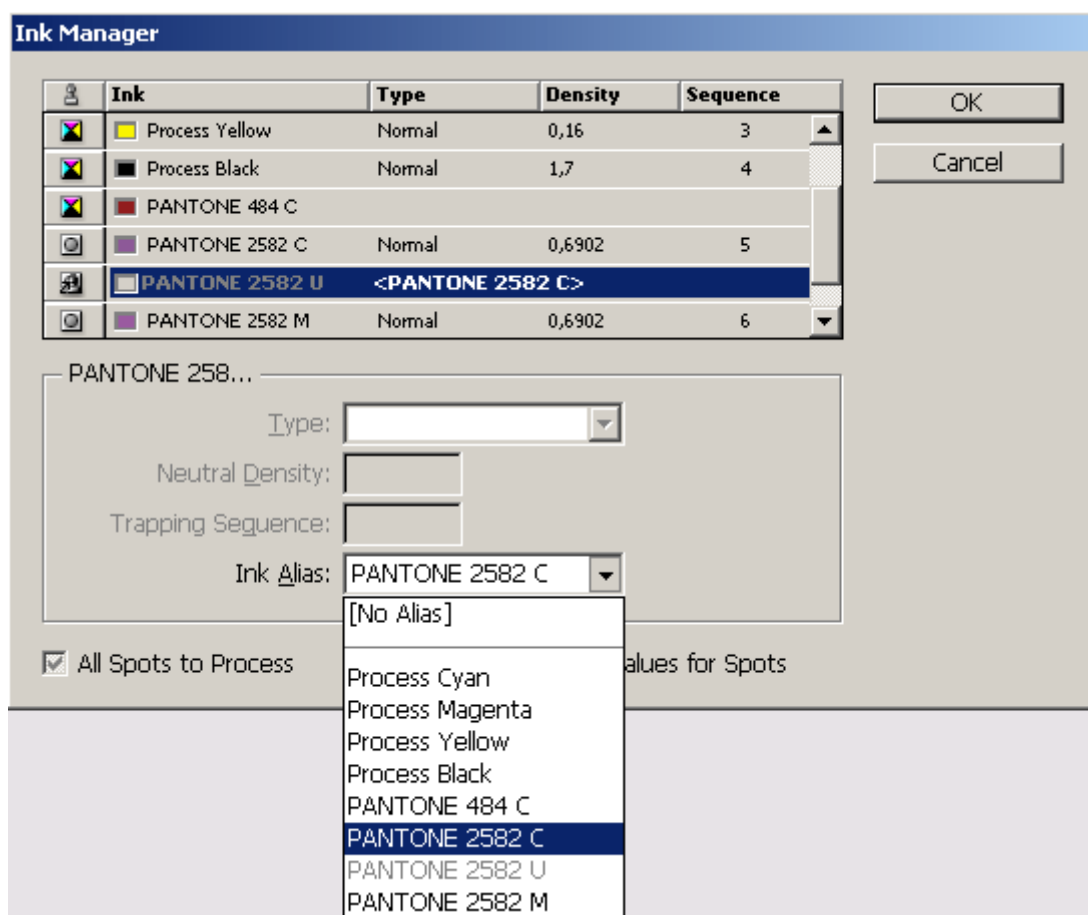 Ink Manager
Ink Type Density Sequence
OK
Process Yellow Normal 0,16 3
Process Black Normal 1,7 4
Cancel
PANTONE 484 C
PANTONE 2582 C Normal 0,6902 5
PANTONE 2582 U <PANTONE 2582 C>
PANTONE 2582 M Normal 0,6902 6
PANTONE 258...
Type:
Neutral Density:
Trapping Sequence:
Ink Alias: PANTONE 2582 C
[No Alias]
All Spots to Process alues for Spots
Process Cyan
Process Magenta
Process Yellow
Process Black
PANTONE 484 C
PANTONE 2582 C
PANTONE 2582 U
PANTONE 2582 M